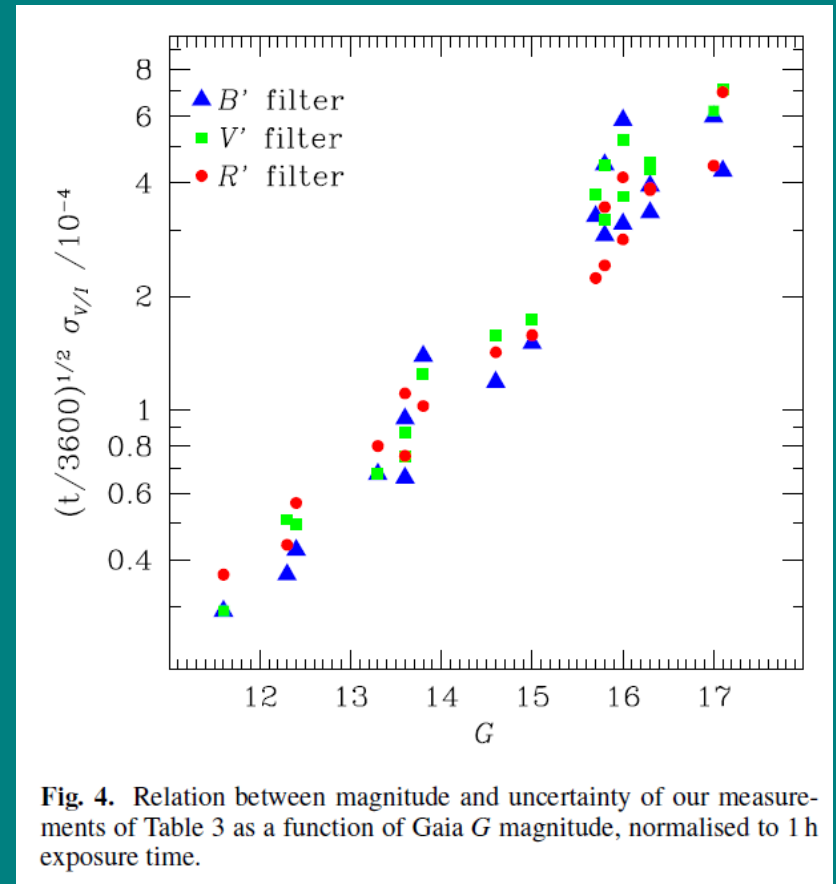 8
6
4
2
1
0.8
0.6
0.4
B' filter
V' filter
R' filter
(t/3600)^{1/2} σ_{V/I} /10^{−4}
12 13 14 15 16 17
G
Fig. 4. Relation between magnitude and uncertainty of our measure-
ments of Table 3 as a function of Gaia G magnitude, normalised to 1 h
exposure time.